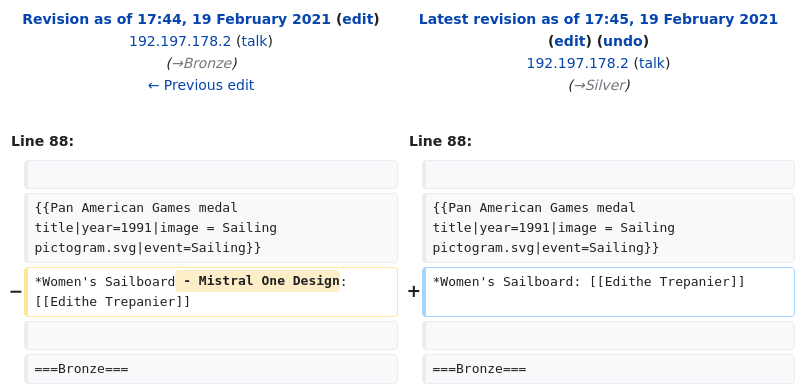 Revision as of 17:44, 19 February 2021 (edit)
192.197.178.2 (talk)
(→Bronze)
← Previous edit
Latest revision as of 17:45, 19 February 2021
(edit) (undo)
192.197.178.2 (talk)
(→Silver)
Line 88:
{{Pan American Games medal
title|year=1991|image = Sailing
pictogram.svg|event=Sailing}}
− *Women's Sailboard - Mistral One Design:
[[Edithe Trepanier]]
===Bronze===
Line 88:
{{Pan American Games medal
title|year=1991|image = Sailing
pictogram.svg|event=Sailing}}
+ *Women's Sailboard: [[Edithe Trepanier]]
===Bronze===